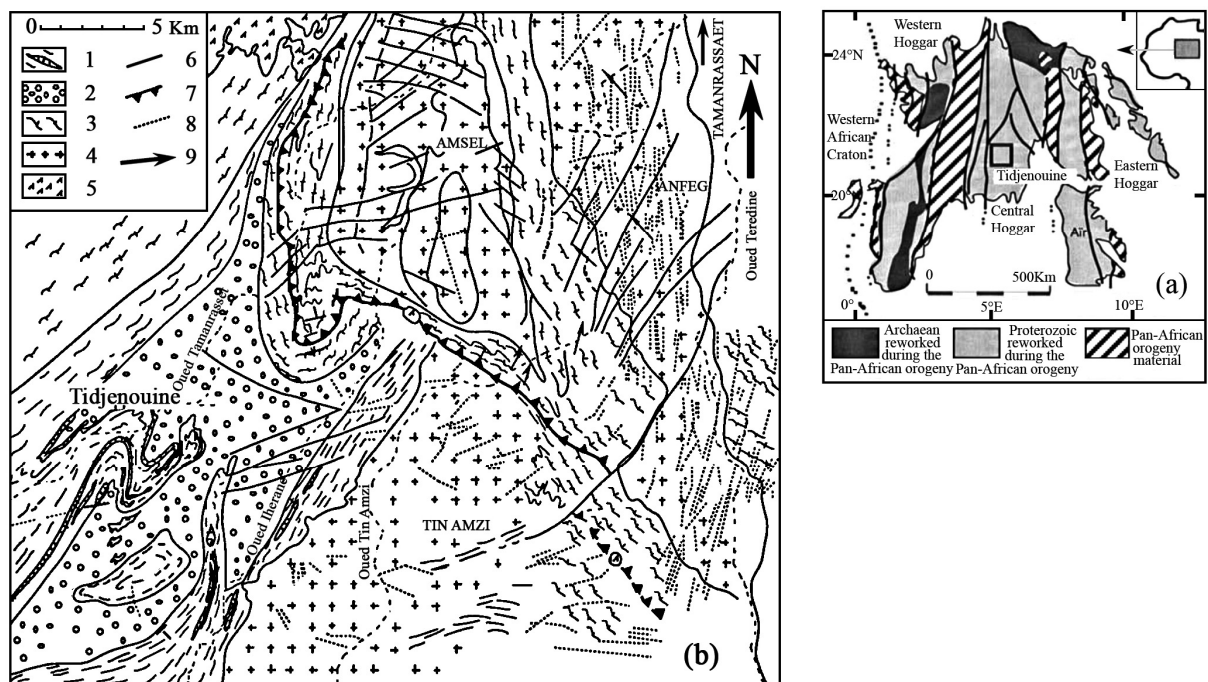 0 5 Km
1
2
3
4
5
6
7
8
9
AMSEL
ANFEG
TAMANRASSAET
N
Oued Teredine
Oued Tamanrasset
Tidjenouine
Oued Iherane
Oued Tin Amzi
TIN AMZI
(b)
Western
Hoggar
24°N
Western
African
Craton
Tidjenouine
Eastern
Hoggar
20°N
Central
Hoggar
Aïr
0 500Km
(a)
0° 5°E 10°E
Archaean
reworked
during the
Pan-African orogeny
Proterozoic
reworked
during the
Pan-African orogeny
Pan-African
orogeny
material